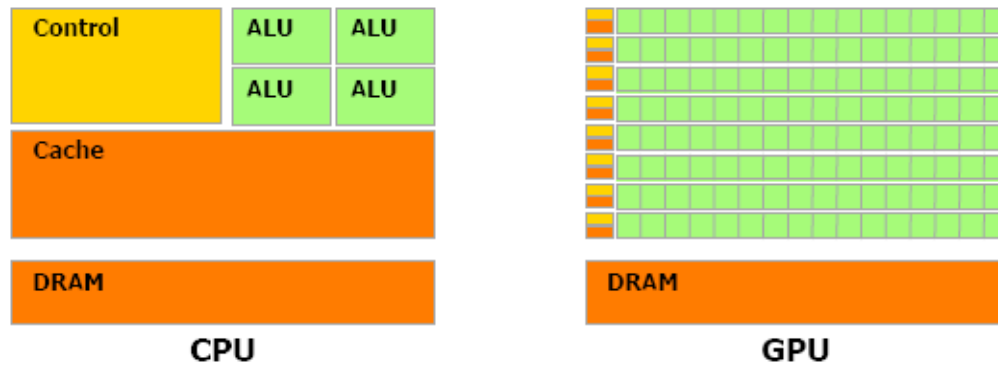 Control
ALU
ALU
ALU
ALU
Cache
DRAM
DRAM
CPU
GPU